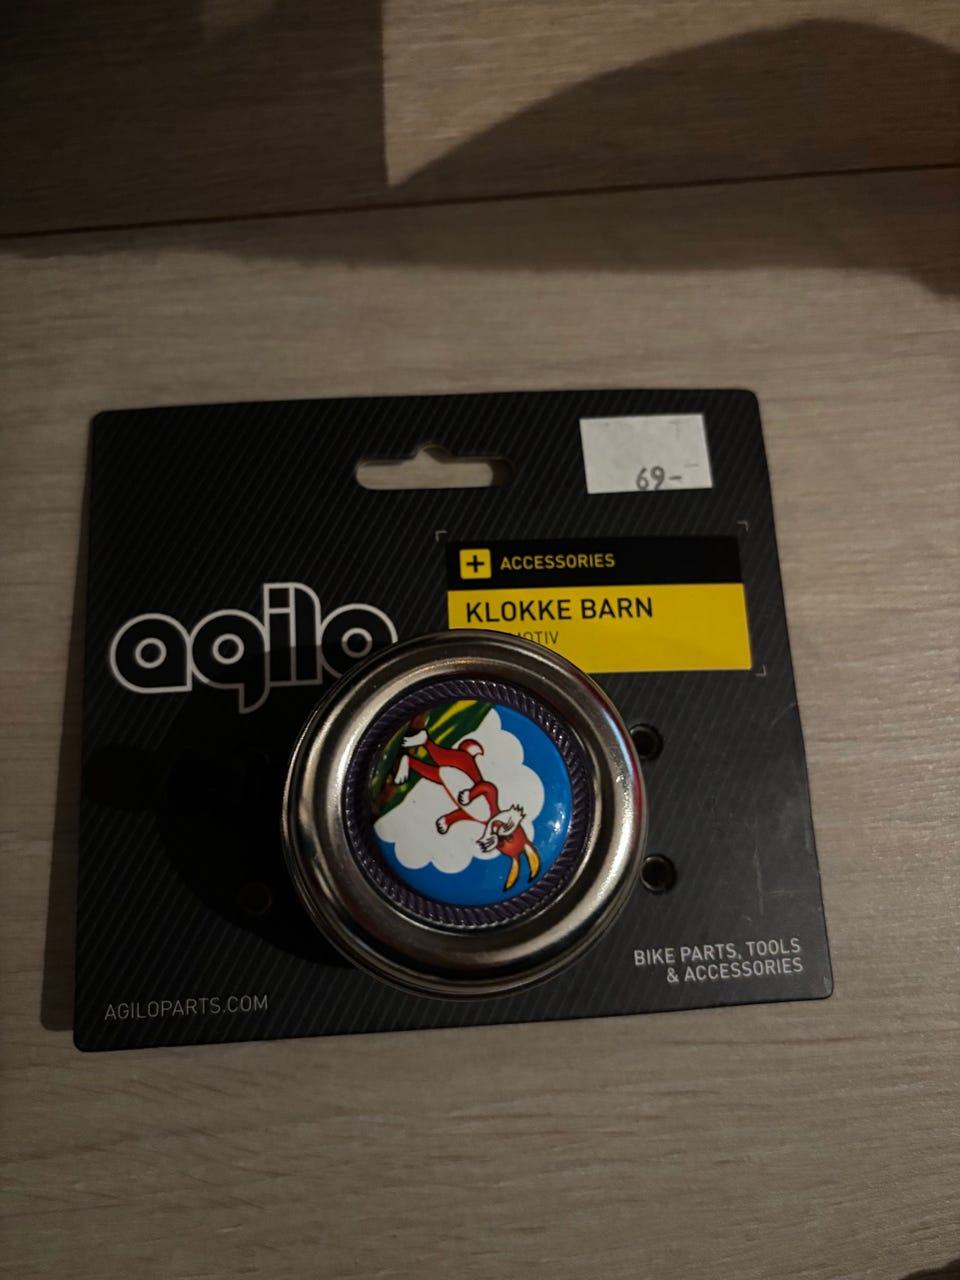 69-
ACCESSORIES
KLOKKE BARN
agilo
BIKE PARTS, TOOLS
& ACCESSORIES
AGILOPARTS.COM